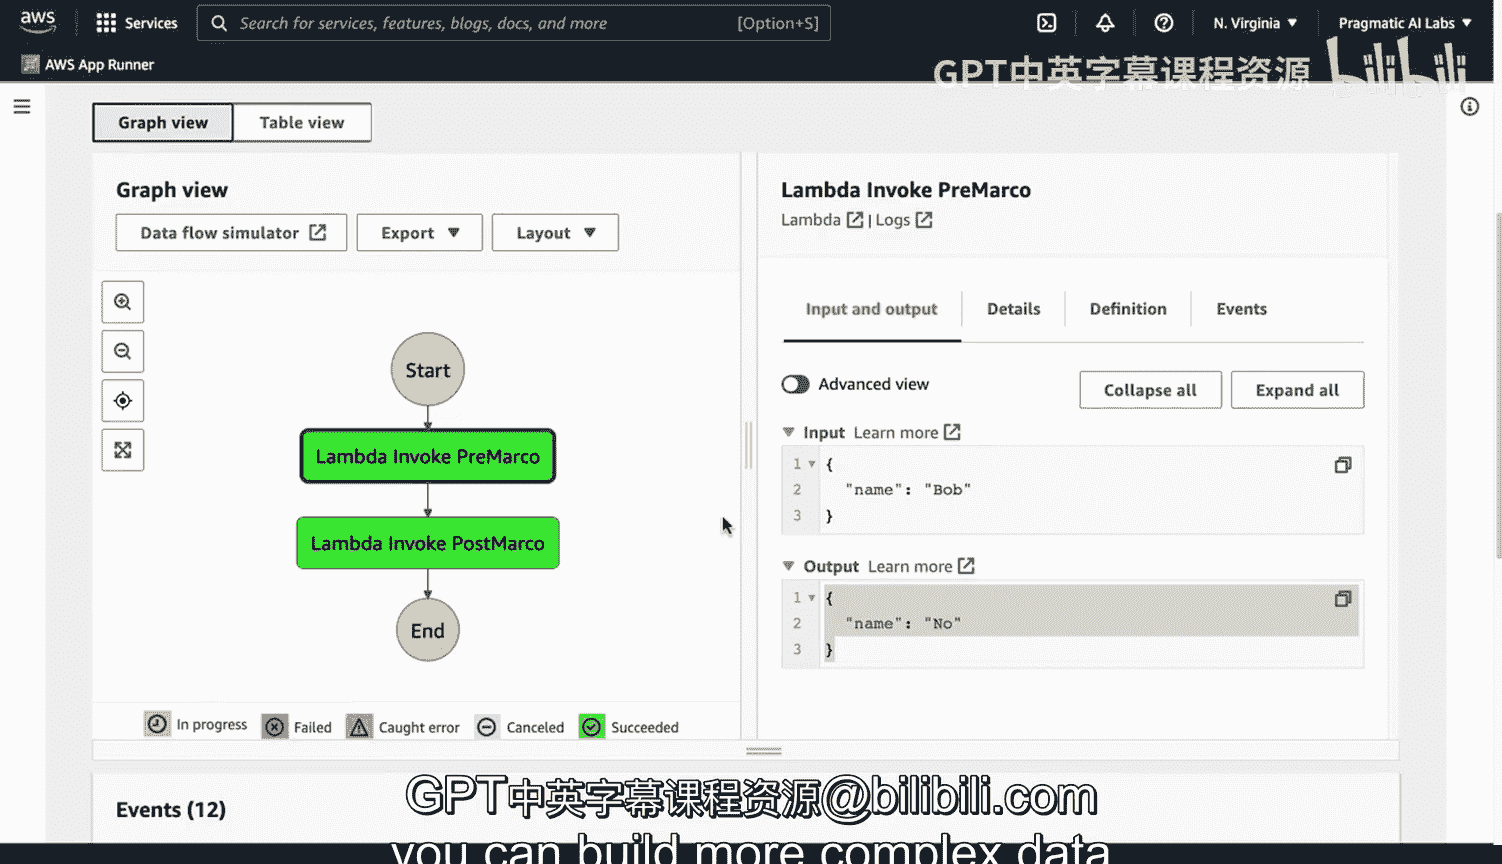 aws
Services
Search for services, features, blogs, docs, and more
[Option+S]
N. Virginia
Pragmatic AI Labs
AWS App Runner
GPT中英字幕课程资源 bilibili
Graph view
Table view
Graph view
Data flow simulator
Export
Layout
Start
Lambda Invoke PreMarco
Lambda Invoke PostMarco
End
In progress
Failed
Caught error
Canceled
Succeeded
Lambda Invoke PreMarco
Lambda | Logs
Input and output
Details
Definition
Events
Advanced view
Collapse all
Expand all
Input Learn more
1 {
2 "name": "Bob"
3 }
Output Learn more
1 {
2 "name": "No"
3 }
Events (12)
GPT中英字幕课程资源@bilibili.com
you can build more complex data